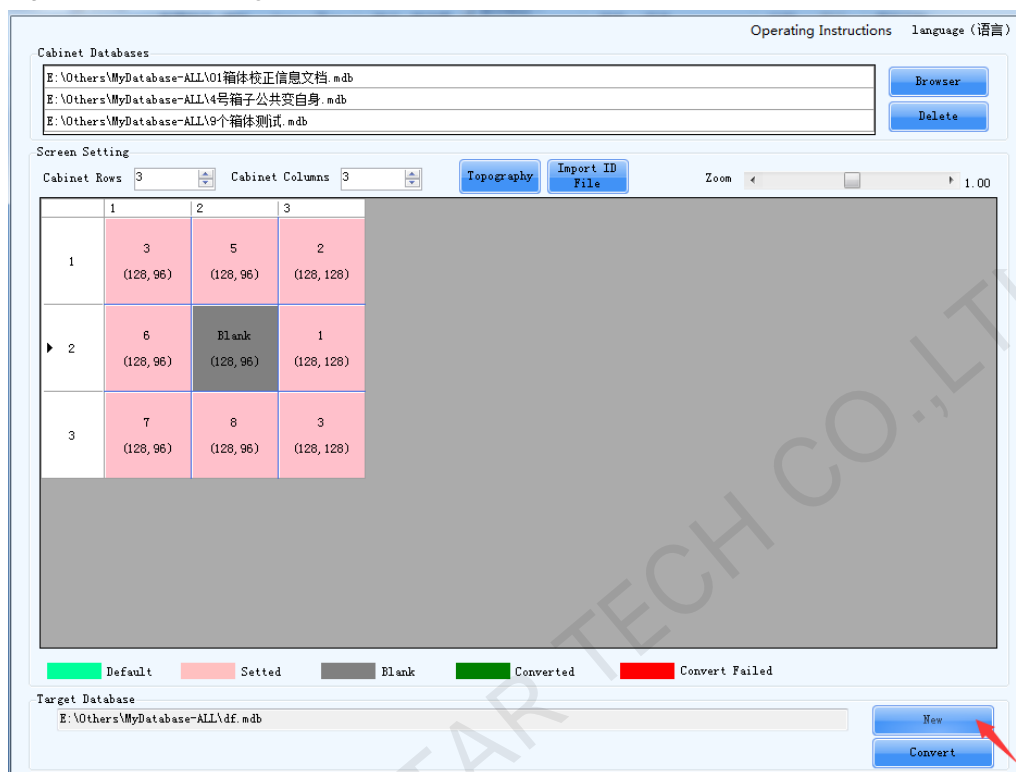 Operating Instructions language（语言）
Cabinet Databases
E:\Others\MyDatabase-ALL\01箱体校正信息文档.mdb
Browser
E:\Others\MyDatabase-ALL\4号箱子公共变自身.mdb
E:\Others\MyDatabase-ALL\9个箱体测试.mdb
Delete
Screen Setting
Cabinet Rows 3 Cabinet Columns 3 Topography Import ID File Zoom 1.00
1 2 3
1
3 5 2
(128, 96) (128, 96) (128, 128)
2
6 Blank 1
(128, 96) (128, 96) (128, 128)
3
7 8 3
(128, 96) (128, 96) (128, 128)
Default Setted Blank Converted Convert Failed
Target Database
E:\Others\MyDatabase-ALL\df.mdb
New
Convert
TAR TECH CO.,LT